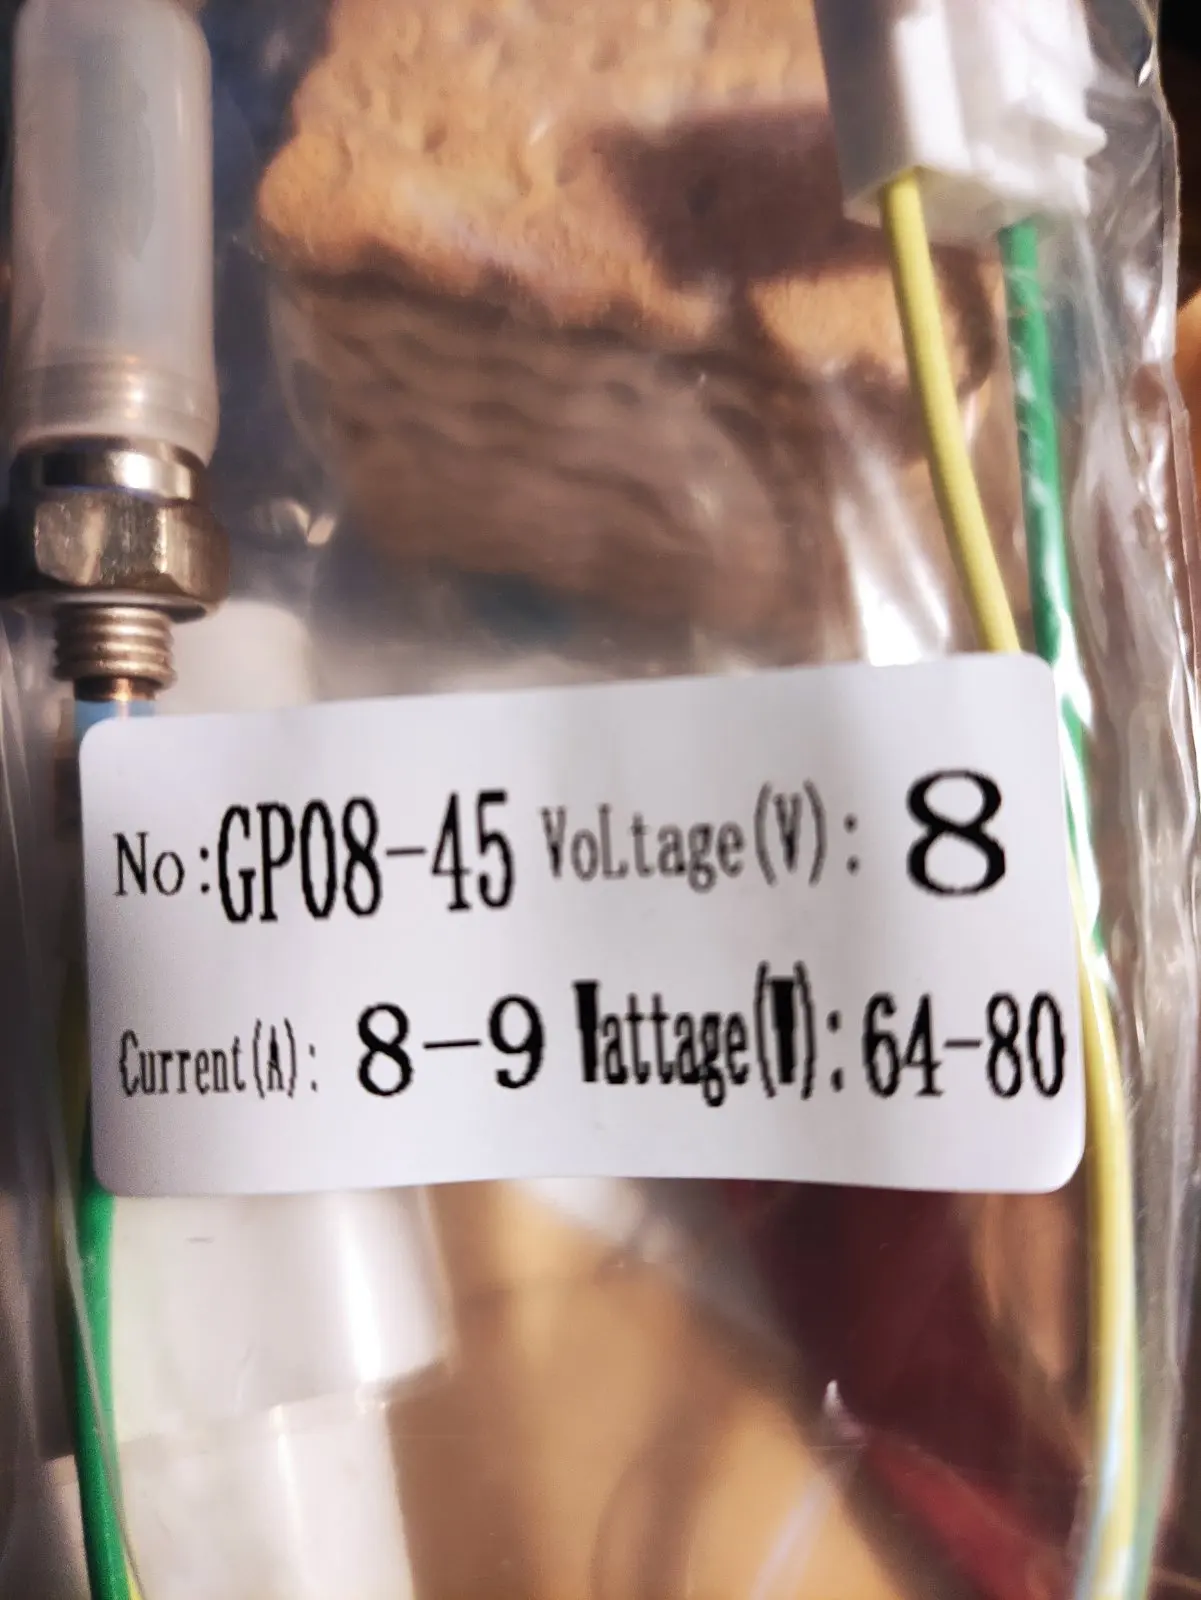 No:GP08-45 VoLtage(V): 8
Current(A): 8-9 Wattage(W): 64-80